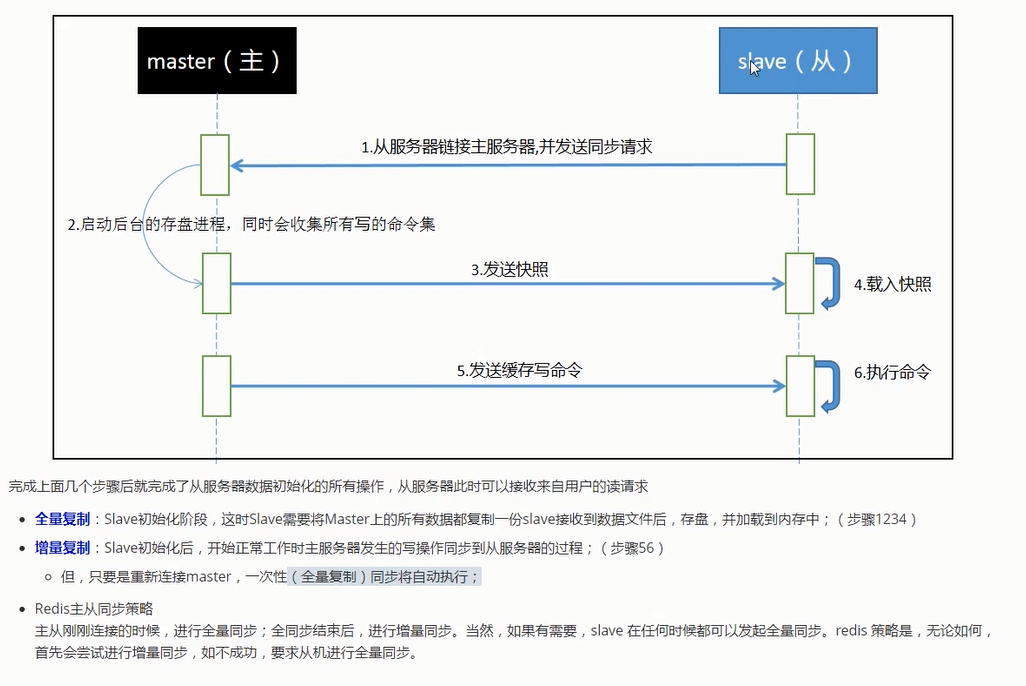 master（主）
slave（从）
1.从服务器链接主服务器,并发送同步请求
2.启动后台的存盘进程，同时会收集所有写的命令集
3.发送快照
4.载入快照
5.发送缓存写命令
6.执行命令
完成上面几个步骤后就完成了从服务器数据初始化的所有操作，从服务器此时可以接收来自用户的读请求
全量复制：Slave初始化阶段，这时Slave需要将Master上的所有数据都复制一份slave接收到数据文件后，存盘，并加载到内存中；（步骤1234）
增量复制：Slave初始化后，开始正常工作时主服务器发生的写操作同步到从服务器的过程；（步骤56）
但，只要是重新连接master，一次性（全量复制）同步将自动执行；
Redis主从同步策略
主从刚刚连接的时候，进行全量同步；全同步结束后，进行增量同步。当然，如果有需要，slave 在任何时候都可以发起全量同步。redis 策略是，无论如何，
首先会尝试进行增量同步，如不成功，要求从机进行全量同步。